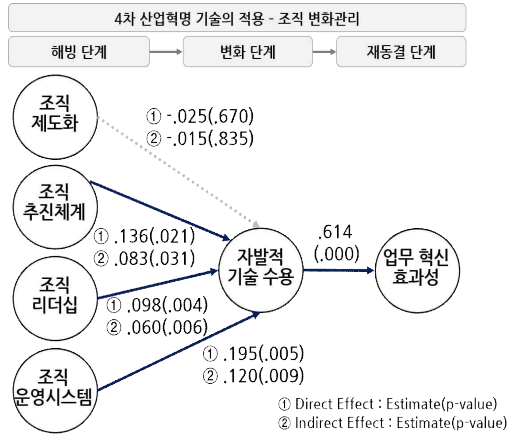 4차 산업혁명 기술의 적용 - 조직 변화관리
해빙 단계
변화 단계
재동결 단계
조직
제도화
① -.025(.670)
② -.015(.835)
조직
추진체계
① .136(.021)
② .083(.031)
자발적
기술 수용
.614
(.000)
업무 혁신
효과성
조직
리더십
① .098(.004)
② .060(.006)
조직
운영시스템
① .195(.005)
② .120(.009)
① Direct Effect : Estimate(p-value)
② Indirect Effect : Estimate(p-value)